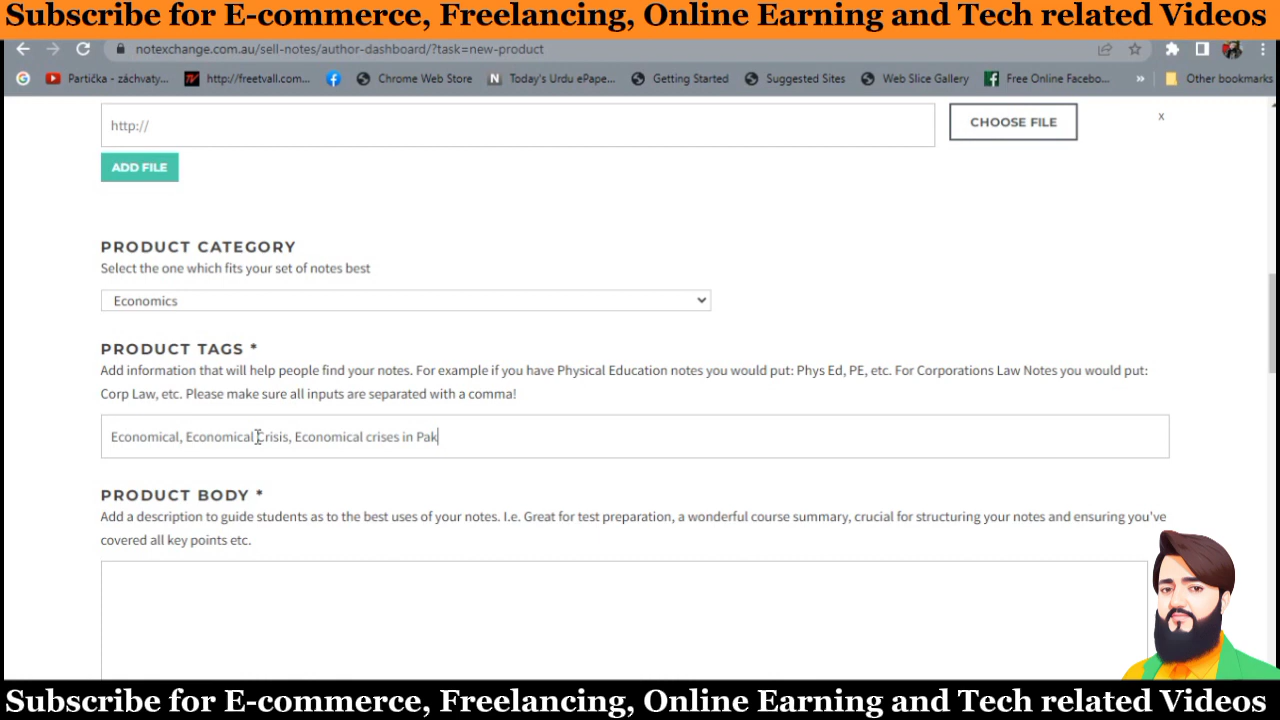 Subscribe for E-commerce, Freelancing, Online Earning and Tech related Videos
notexchange.com.au/sell-notes/author-dashboard/?task=new-product
Partička - záchvaty... http://freetvall.com... Chrome Web Store Today's Urdu ePape... Getting Started Suggested Sites Web Slice Gallery Free Online Facebo... » Other bookmarks
http:// CHOOSE FILE x
ADD FILE
PRODUCT CATEGORY
Select the one which fits your set of notes best
Economics
PRODUCT TAGS *
Add information that will help people find your notes. For example if you have Physical Education notes you would put: Phys Ed, PE, etc. For Corporations Law Notes you would put:
Corp Law, etc. Please make sure all inputs are separated with a comma!
Economical, Economical Crisis, Economical crises in Pak
PRODUCT BODY *
Add a description to guide students as to the best uses of your notes. I.e. Great for test preparation, a wonderful course summary, crucial for structuring your notes and ensuring you've
covered all key points etc.
Subscribe for E-commerce, Freelancing, Online Earning and Tech related Videos